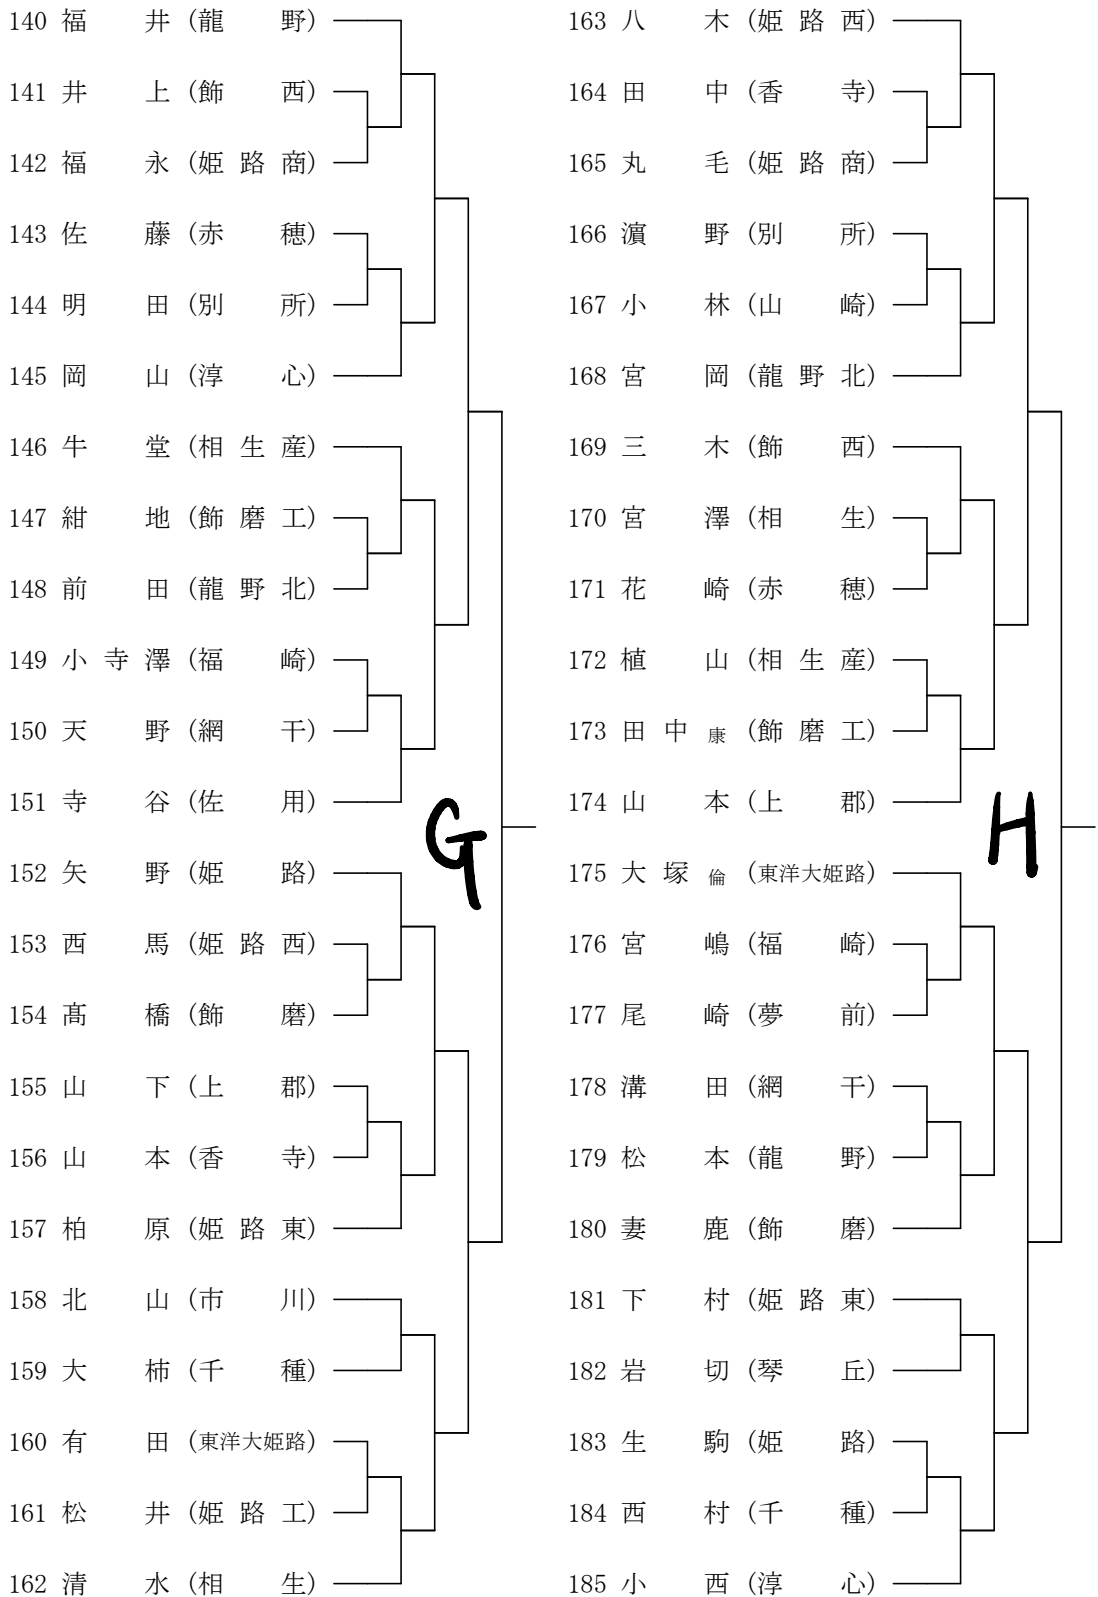 140 福井（龍野）
141 井上（飾西）
142 福永（姫路商）
143 佐藤（赤穂）
144 明田（別所）
145 岡山（淳心）
146 牛堂（相生産）
147 紺地（飾磨工）
148 前田（龍野北）
149 小寺澤（福崎）
150 天野（網干）
151 寺谷（佐用）
G
152 矢野（姫路）
153 西馬（姫路西）
154 髙橋（飾磨）
155 山下（上郡）
156 山本（香寺）
157 柏原（姫路東）
158 北山（市川）
159 大柿（千種）
160 有田（東洋大姫路）
161 松井（姫路工）
162 清水（相生）
163 八木（姫路西）
164 田中（香寺）
165 丸毛（姫路商）
166 濵野（別所）
167 小林（山崎）
168 宮岡（龍野北）
169 三木（飾西）
170 宮澤（相生）
171 花崎（赤穂）
172 植山（相生産）
173 田中康（飾磨工）
174 山本（上郡）
H
175 大塚倫（東洋大姫路）
176 宮嶋（福崎）
177 尾崎（夢前）
178 溝田（網干）
179 松本（龍野）
180 妻鹿（飾磨）
181 下村（姫路東）
182 岩切（琴丘）
183 生駒（姫路）
184 西村（千種）
185 小西（淳心）